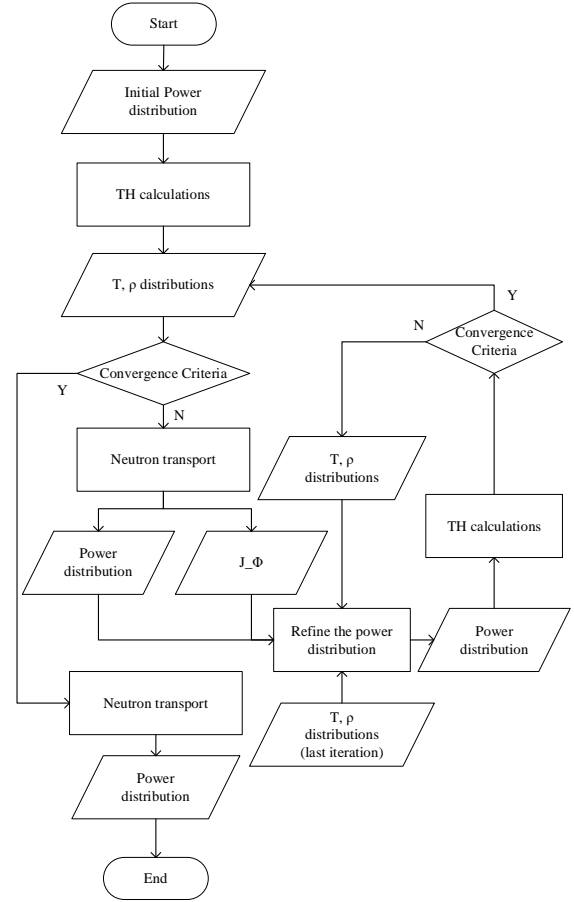 Start
Initial Power
distribution
TH calculations
T, ρ distributions
Y
N
Convergence
Criteria
Convergence Criteria
Y
N
Neutron transport
T, ρ
distributions
TH calculations
Power
distribution
J_Φ
Refine the power
distribution
Power
distribution
Neutron transport
T, ρ
distributions
(last iteration)
Power
distribution
End